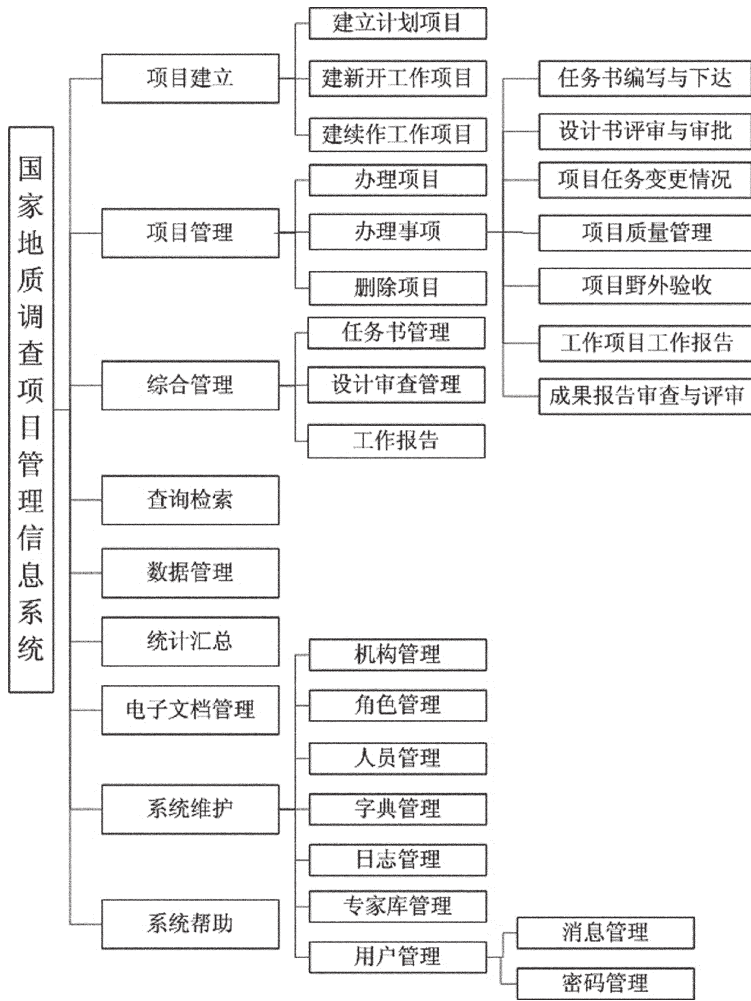 国家地质调查项目管理信息系统
项目建立
建立计划项目
建新开工作项目
建续作工作项目
项目管理
办理项目
办理事项
删除项目
任务书编写与下达
设计书评审与审批
项目任务变更情况
项目质量管理
项目野外验收
工作项目工作报告
成果报告审查与评审
综合管理
任务书管理
设计审查管理
工作报告
查询检索
数据管理
统计汇总
电子文档管理
系统维护
机构管理
角色管理
人员管理
字典管理
日志管理
专家库管理
用户管理
消息管理
密码管理
系统帮助